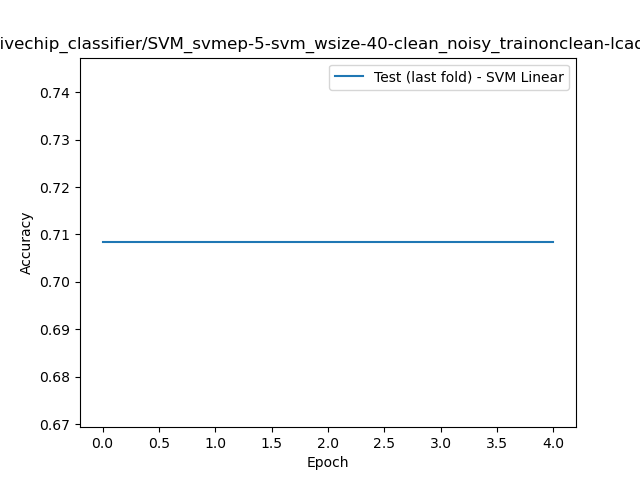 ivechip_classifier/SVM_svmep-5-svm_wsize-40-clean_noisy_trainonclean-lcad
Test (last fold) - SVM Linear
0.74
0.73
0.72
0.71
0.70
0.69
0.68
0.67
Accuracy
0.0 0.5 1.0 1.5 2.0 2.5 3.0 3.5 4.0
Epoch